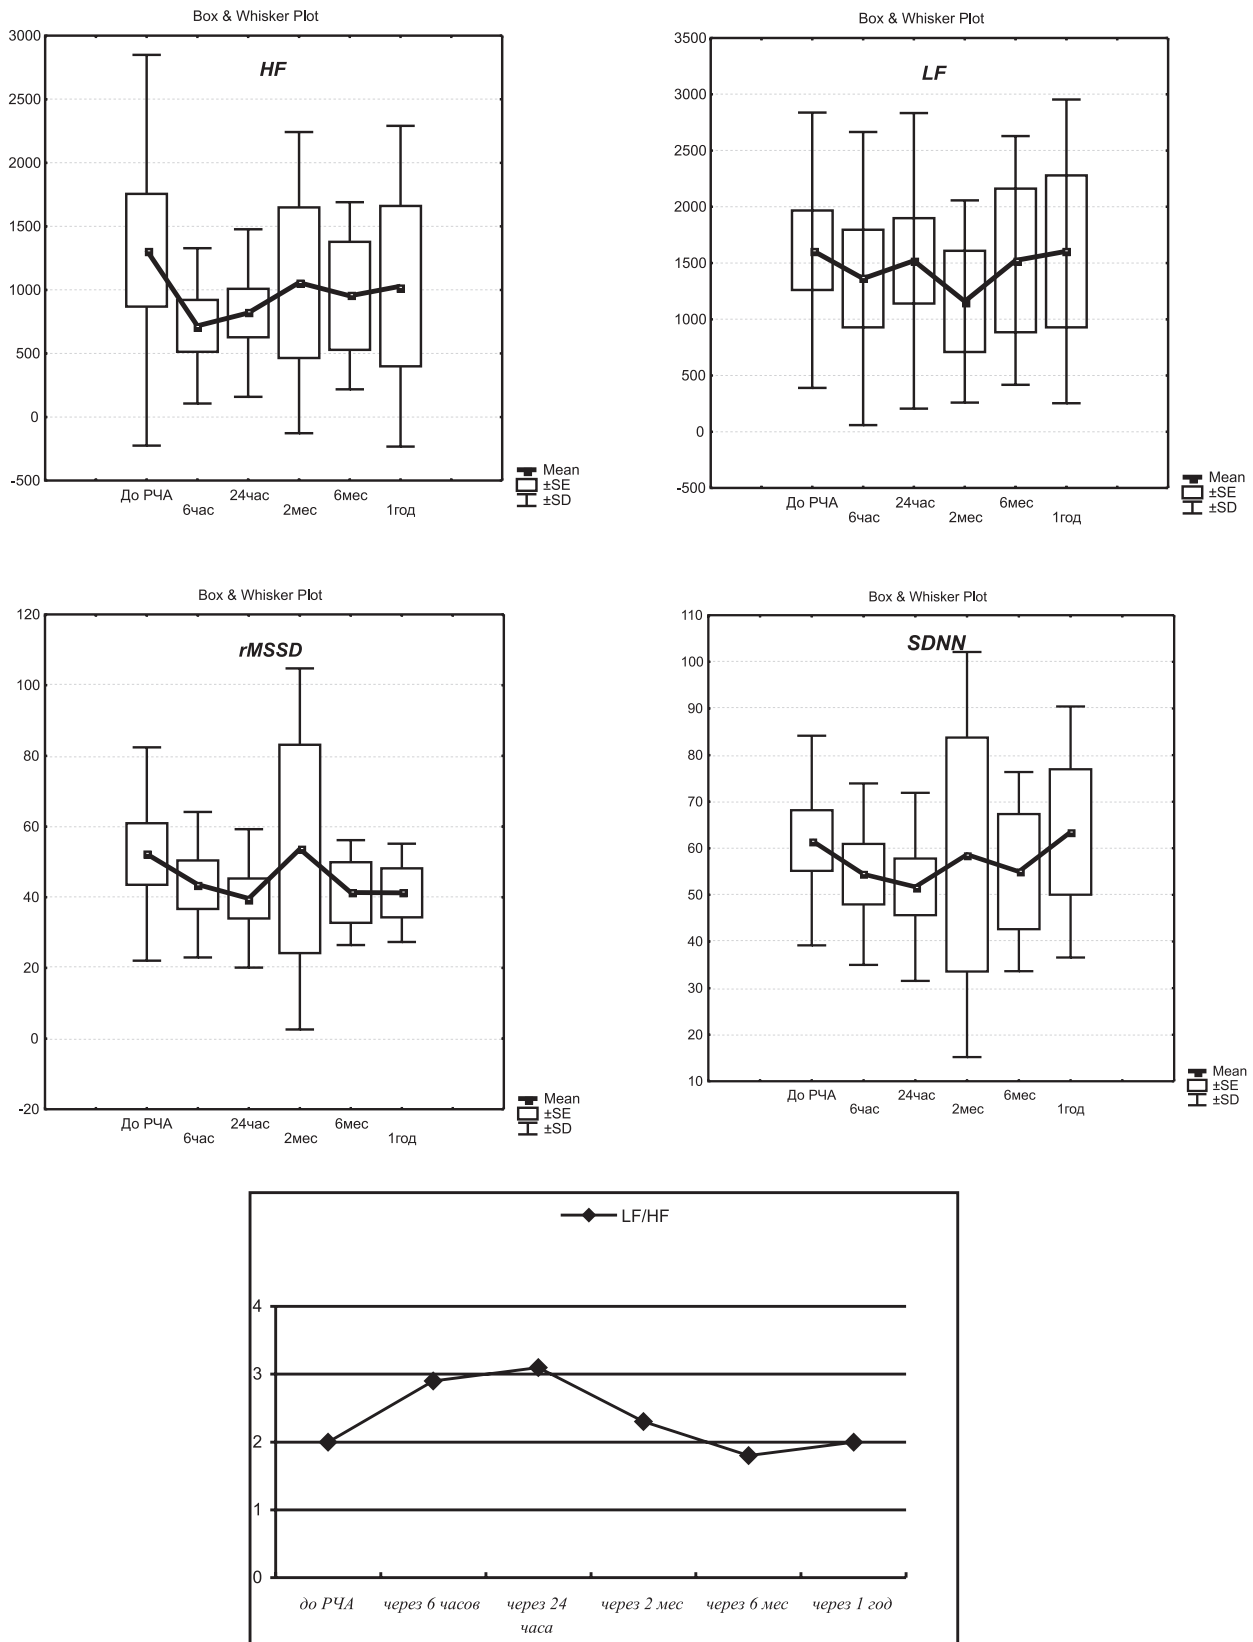 Box & Whisker Plot
HF
3000
2500
2000
1500
1000
500
0
-500
До РЧА
6час
24час
2мес
6мес
1год
Mean
±SE
±SD
Box & Whisker Plot
LF
3500
3000
2500
2000
1500
1000
500
0
-500
До РЧА
6час
24час
2мес
6мес
1год
Mean
±SE
±SD
Box & Whisker Plot
rMSSD
120
100
80
60
40
20
0
-20
До РЧА
6час
24час
2мес
6мес
1год
Mean
±SE
±SD
Box & Whisker Plot
SDNN
110
100
90
80
70
60
50
40
30
20
10
До РЧА
6час
24час
2мес
6мес
1год
Mean
±SE
±SD
LF/HF
4
3
2
1
0
до РЧА
через 6 часов
через 24
часа
через 2 мес
через 6 мес
через 1 год